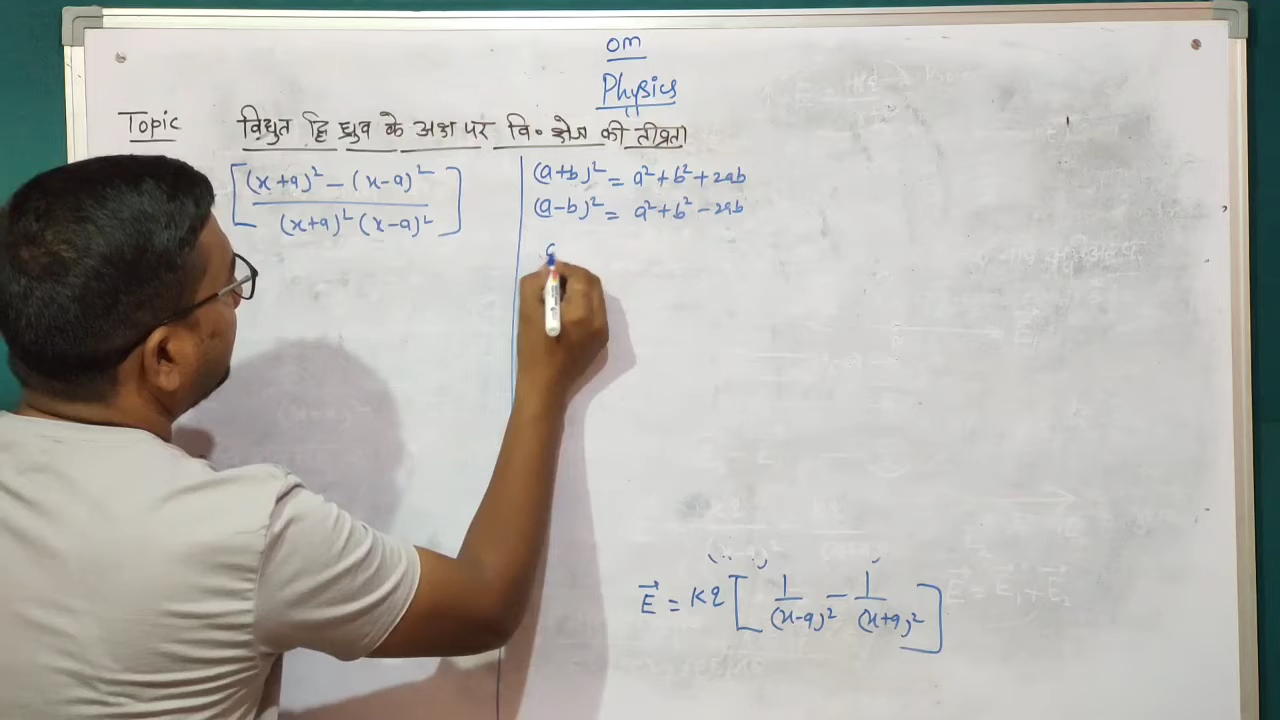 om
Physics
Topic विद्युत द्वि ध्रुव के अक्ष पर वि० क्षेत्र की तीव्रता
[(x+a)² - (x-a)² / (x+a)² (x-a)²]
(a+b)² = a²+b²+2ab
(a-b)² = a²+b²-2ab
E⃗ = Kq [1/(x-a)² - 1/(x+a)²]